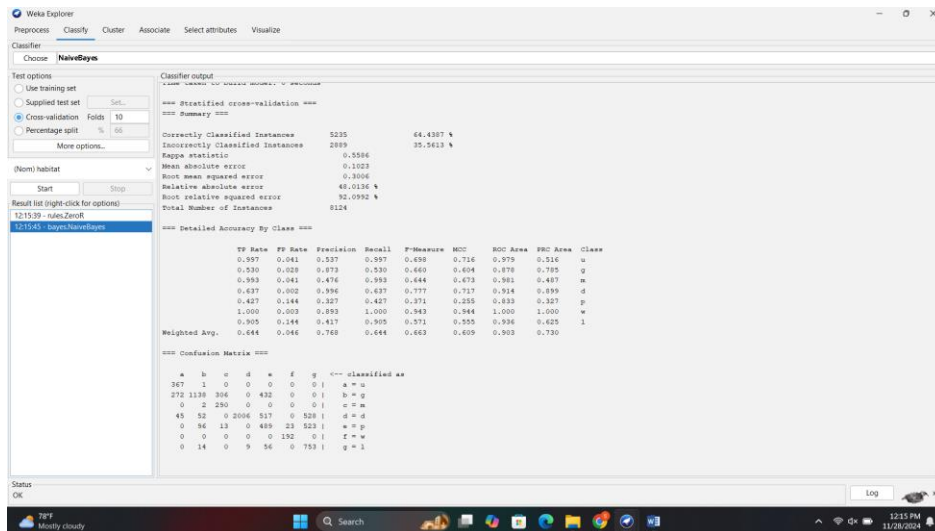 Weka Explorer
Preprocess Classify Cluster Associate Select attributes Visualize
Classifier
Choose NaiveBayes
Test options
Use training set
Supplied test set Set...
Cross-validation Folds 10
Percentage split % 66
More options...
(Nom) habitat
Start Stop
Result list (right-click for options)
12:15:39 - rules.ZeroR
12:15:45 - bayes.NaiveBayes
Classifier output
Time taken to build model: 0 seconds
=== Stratified cross-validation ===
=== Summary ===
Correctly Classified Instances 5235 64.4387 %
Incorrectly Classified Instances 2889 35.5613 %
Kappa statistic 0.5586
Mean absolute error 0.1023
Root mean squared error 0.3006
Relative absolute error 48.0136 %
Root relative squared error 92.0992 %
Total Number of Instances 8124
=== Detailed Accuracy By Class ===
TP Rate FP Rate Precision Recall F-Measure MCC ROC Area PRC Area Class
0.997 0.041 0.537 0.997 0.698 0.716 0.979 0.516 u
0.530 0.028 0.873 0.530 0.660 0.604 0.878 0.785 g
0.993 0.041 0.476 0.993 0.644 0.673 0.981 0.487 m
0.637 0.002 0.996 0.637 0.777 0.717 0.914 0.899 d
0.427 0.144 0.327 0.427 0.371 0.255 0.833 0.327 p
1.000 0.003 0.893 1.000 0.943 0.944 1.000 1.000 w
0.905 0.144 0.417 0.905 0.571 0.555 0.936 0.625 l
Weighted Avg. 0.644 0.046 0.768 0.644 0.663 0.609 0.903 0.730
=== Confusion Matrix ===
a b c d e f g <-- classified as
367 1 0 0 0 0 0 | a = u
272 1138 306 0 432 0 0 | b = g
0 2 290 0 0 0 0 | c = m
45 52 0 2006 517 0 528 | d = d
0 96 13 0 489 23 523 | e = p
0 0 0 0 0 192 0 | f = w
0 14 0 9 56 0 753 | g = l
Status
OK
Log
x 0
78°F
Mostly cloudy
Search
12:15 PM
11/28/2024